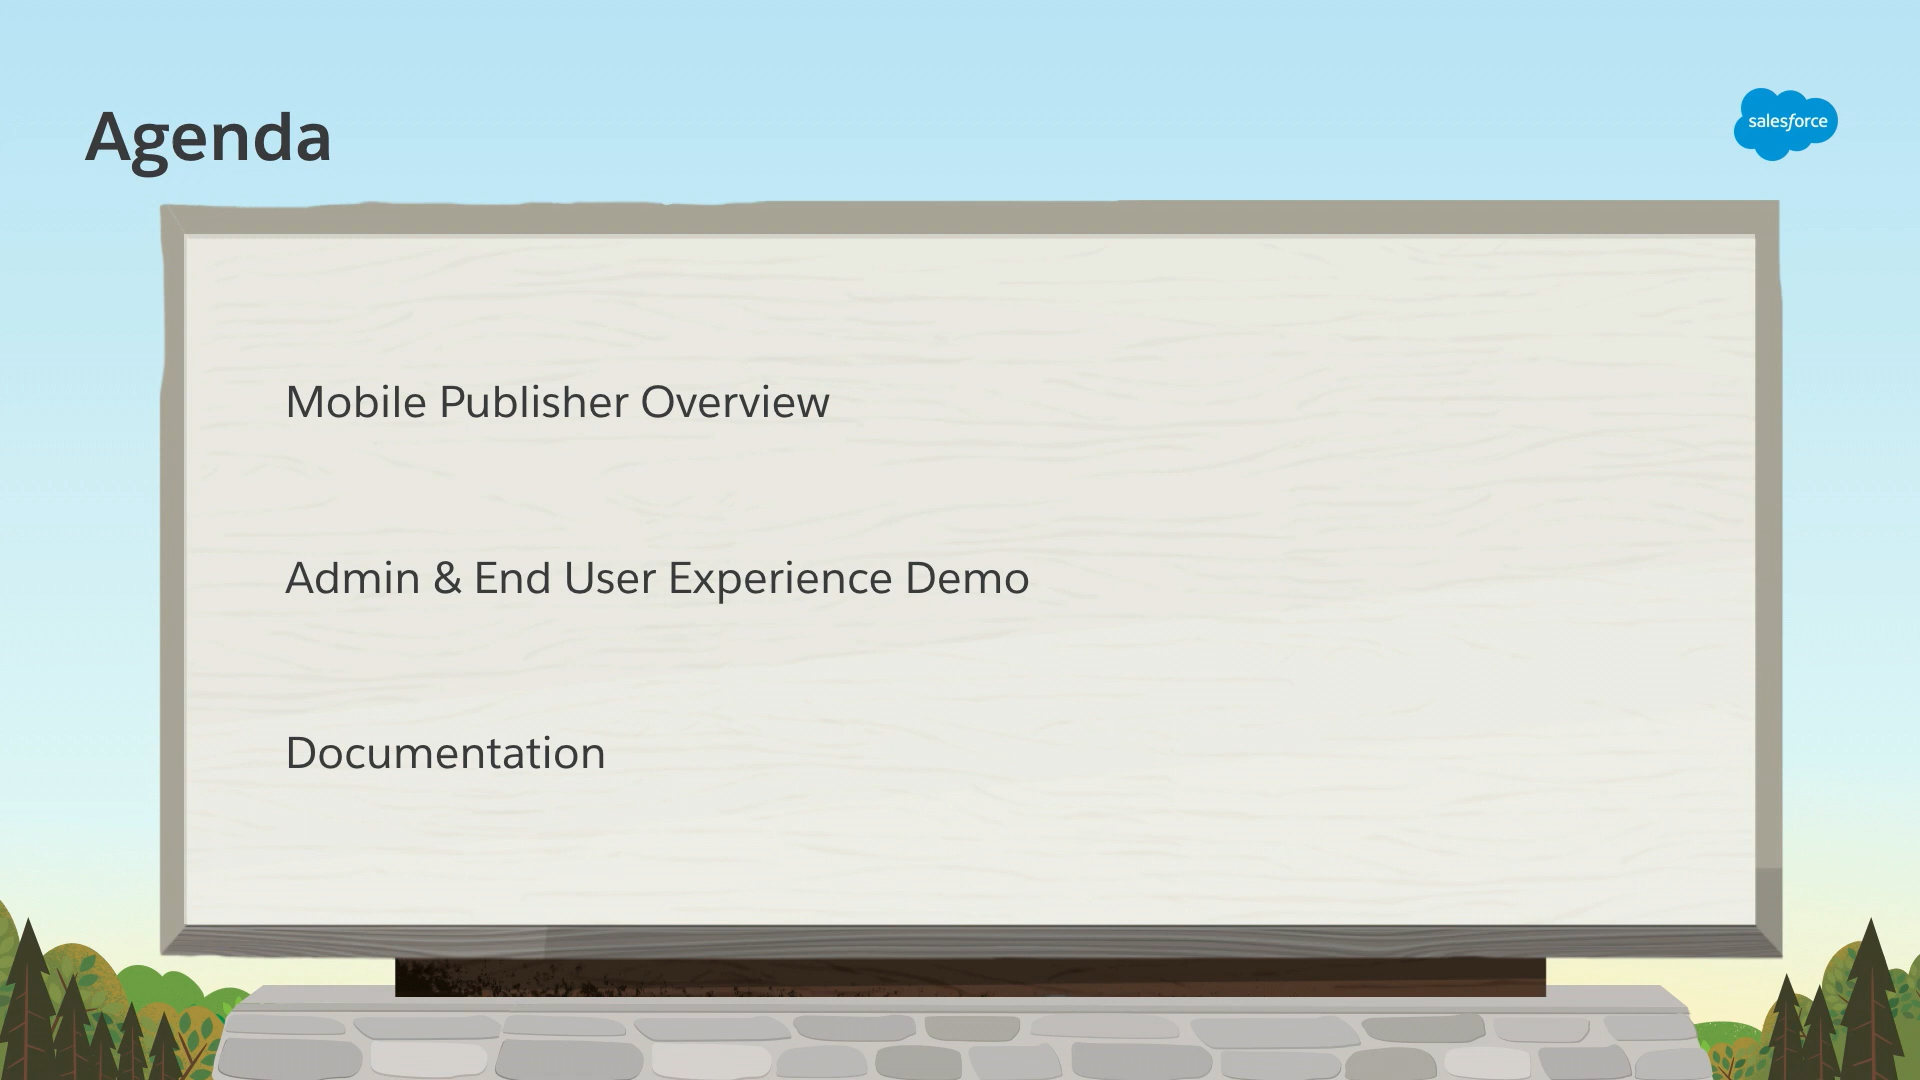 Agenda
salesforce
Mobile Publisher Overview
Admin & End User Experience Demo
Documentation